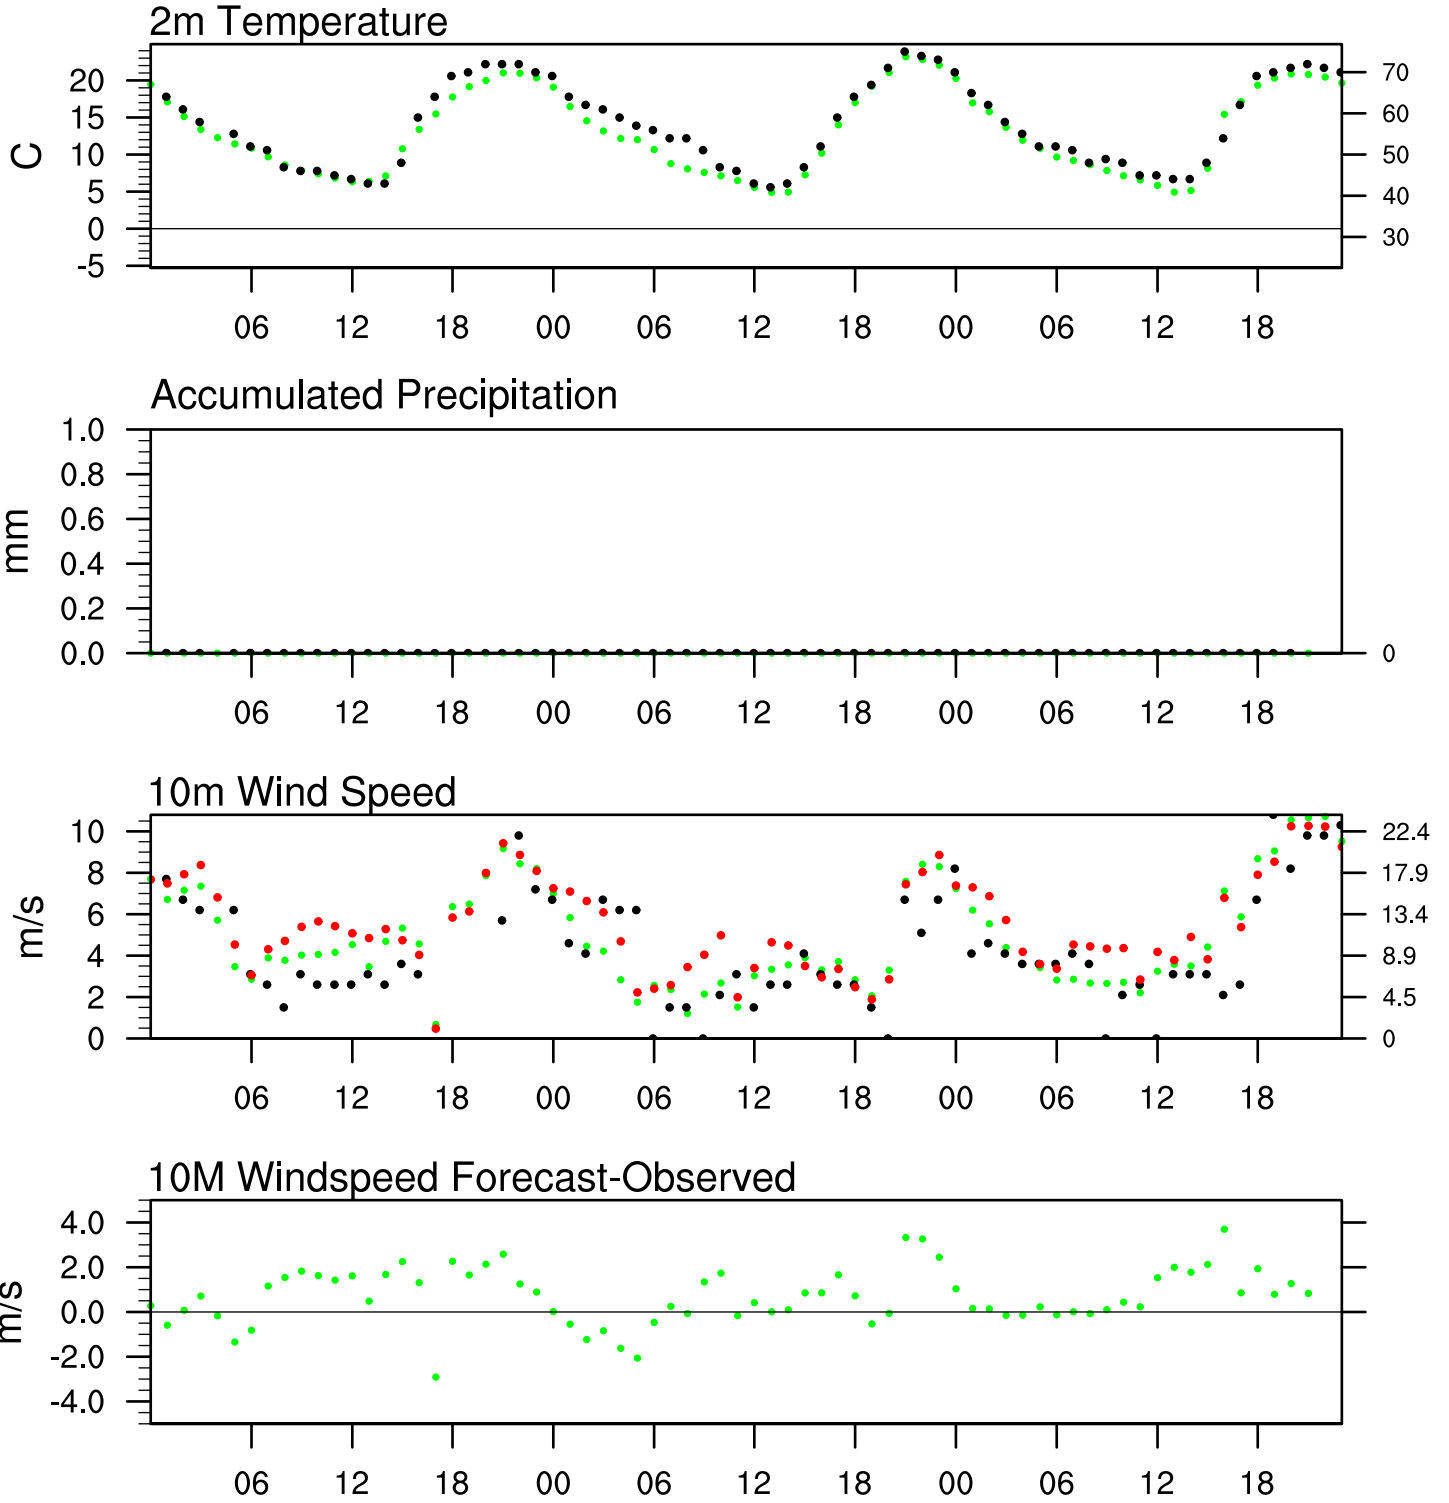 2m Temperature
C
20
15
10
5
0
-5
70
60
50
40
30
06 12 18 00 06 12 18 00 06 12 18
Accumulated Precipitation
mm
1.0
0.8
0.6
0.4
0.2
0.0
0
06 12 18 00 06 12 18 00 06 12 18
10m Wind Speed
m/s
10
8
6
4
2
0
22.4
17.9
13.4
8.9
4.5
0
06 12 18 00 06 12 18 00 06 12 18
10M Windspeed Forecast-Observed
m/s
4.0
2.0
0.0
-2.0
-4.0
06 12 18 00 06 12 18 00 06 12 18